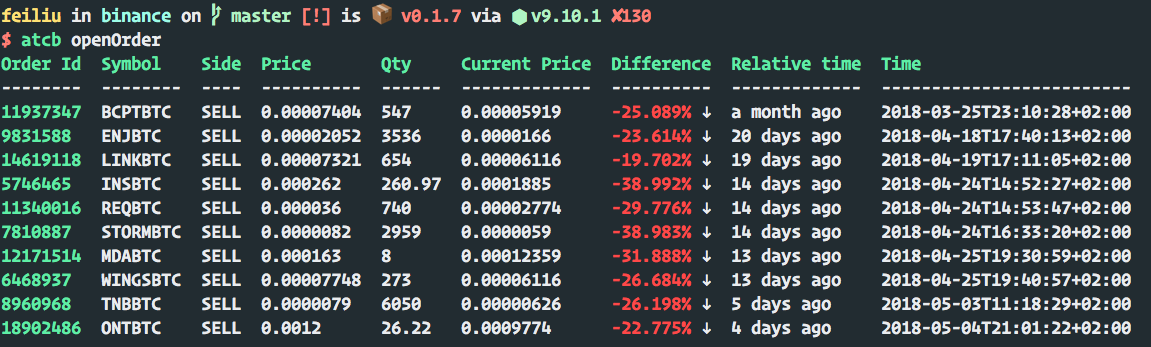 feiliu in binance on master [!] is 📦 v0.1.7 via ⬢ v9.10.1 ✘130
$ atcb openOrder
Order Id  Symbol    Side  Price       Qty     Current Price  Difference  Relative time  Time
--------  --------  ----  ----------  ------  -------------  ----------  -------------  -------------------------
11937347  BCPTBTC   SELL  0.00007404  547     0.00005919     -25.089% ↓  a month ago    2018-03-25T23:10:28+02:00
9831588   ENJBTC    SELL  0.00002052  3536    0.0000166      -23.614% ↓  20 days ago    2018-04-18T17:40:13+02:00
14619118  LINKBTC   SELL  0.00007321  654     0.00006116     -19.702% ↓  19 days ago    2018-04-19T17:11:05+02:00
5746465   INSBTC    SELL  0.000262    260.97  0.0001885      -38.992% ↓  14 days ago    2018-04-24T14:52:27+02:00
11340016  REQBTC    SELL  0.000036    740     0.00002774     -29.776% ↓  14 days ago    2018-04-24T14:53:47+02:00
7810887   STORMBTC  SELL  0.0000082   2959    0.0000059      -38.983% ↓  14 days ago    2018-04-24T16:33:20+02:00
12171514  MDABTC    SELL  0.000163    8       0.00012359     -31.888% ↓  13 days ago    2018-04-25T19:30:59+02:00
6468937   WINGSBTC  SELL  0.00007748  273     0.00006116     -26.684% ↓  13 days ago    2018-04-25T19:40:57+02:00
8960968   TNBBTC    SELL  0.0000079   6050    0.00000626     -26.198% ↓  5 days ago     2018-05-03T11:18:29+02:00
18902486  ONTBTC    SELL  0.0012      26.22   0.0009774      -22.775% ↓  4 days ago     2018-05-04T21:01:22+02:00